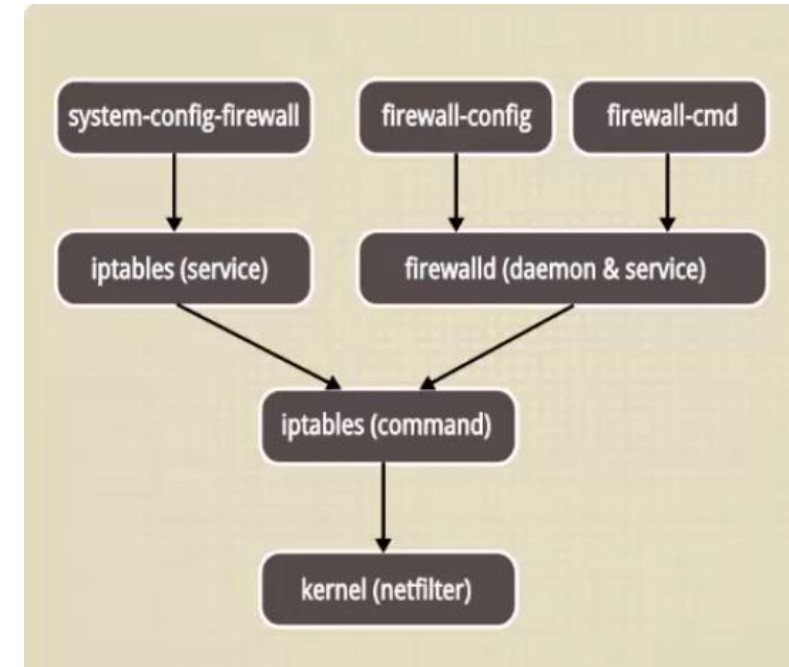 system-config-firewall
firewall-config
firewall-cmd
iptables (service)
firewalld (daemon & service)
iptables (command)
kernel (netfilter)